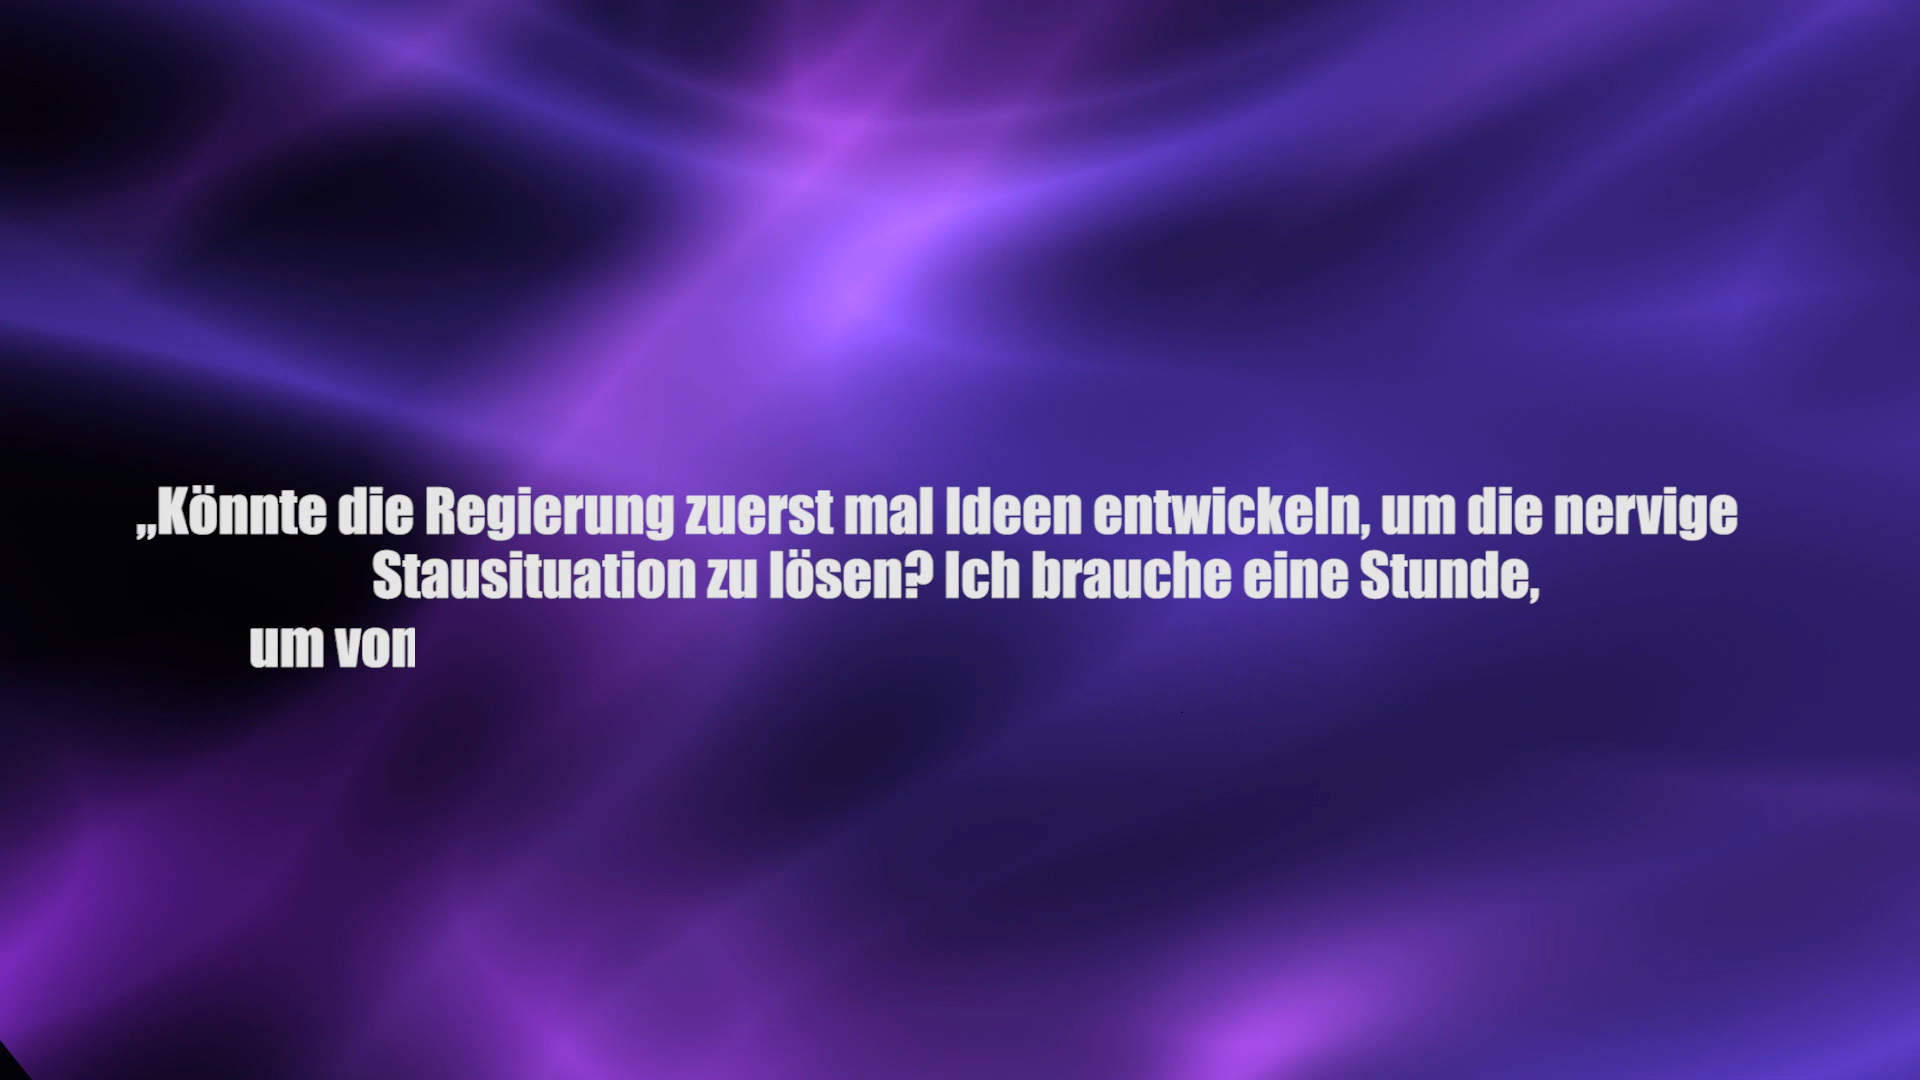 „Könnte die Regierung zuerst mal Ideen entwickeln, um die nervige
Stausituation zu lösen? Ich brauche eine Stunde,
um von